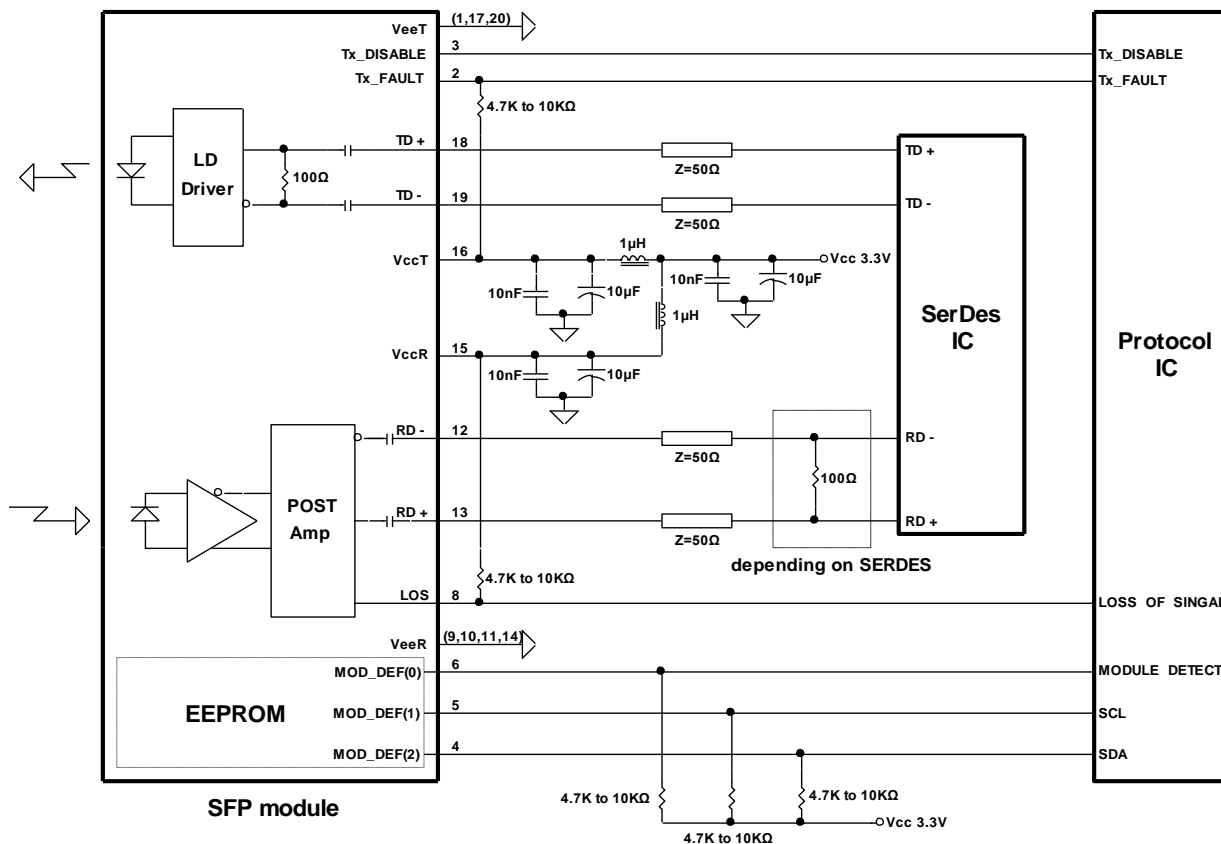 VeeT (1,17,20)
Tx_DISABLE 3 Tx_DISABLE
Tx_FAULT 2 Tx_FAULT
4.7K to 10KΩ
LD
Driver
100Ω
TD + 18 Z=50Ω TD +
TD - 19 Z=50Ω TD -
1µH
VccT 16 Vcc 3.3V
10nF 10µF 10nF 10µF
1µH
SerDes
IC
Protocol
IC
VccR 15
10nF 10µF
RD - 12 Z=50Ω RD -
100Ω
POST
Amp
RD + 13 Z=50Ω RD +
depending on SERDES
4.7K to 10KΩ
LOS 8 LOSS OF SINGAL
VeeR (9,10,11,14)
MOD_DEF(0) 6 MODULE DETECT
EEPROM
MOD_DEF(1) 5 SCL
MOD_DEF(2) 4 SDA
4.7K to 10KΩ 4.7K to 10KΩ
Vcc 3.3V
4.7K to 10KΩ
SFP module